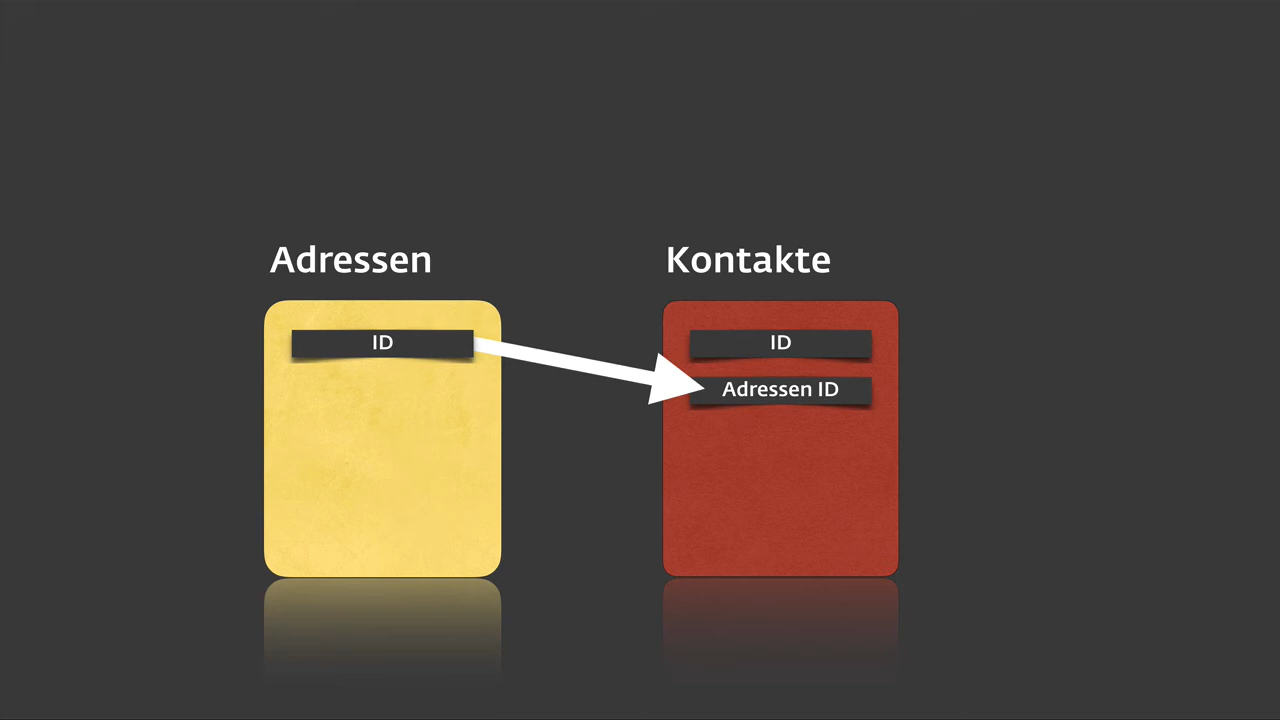 Adressen
Kontakte
ID
ID
Adressen ID